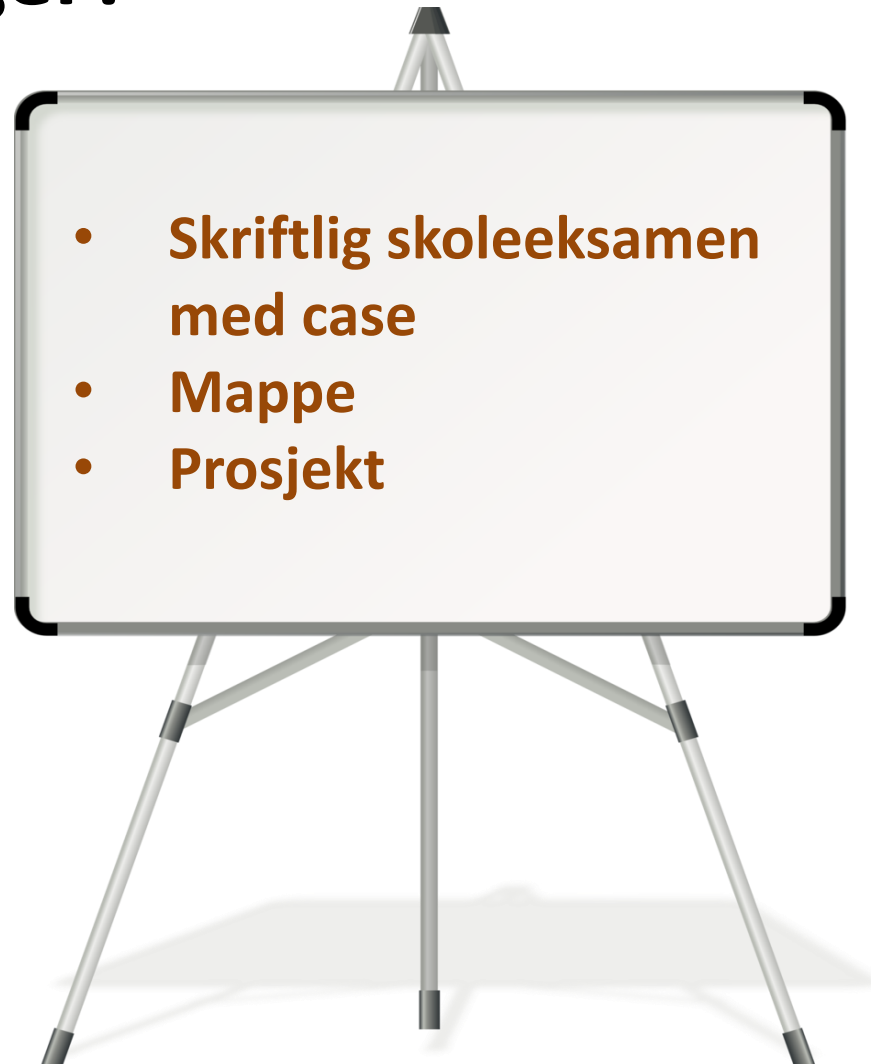 • Skriftlig skoleeksamen
med case
• Mappe
• Prosjekt